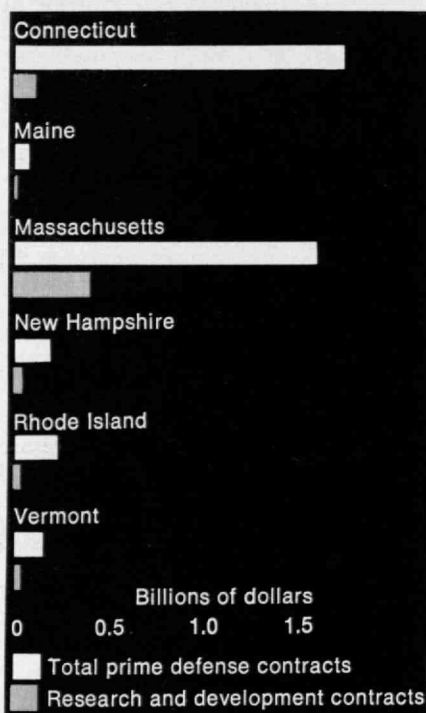 Connecticut
Maine
Massachusetts
New Hampshire
Rhode Island
Vermont
Billions of dollars
0 0.5 1.0 1.5
Total prime defense contracts
Research and development contracts